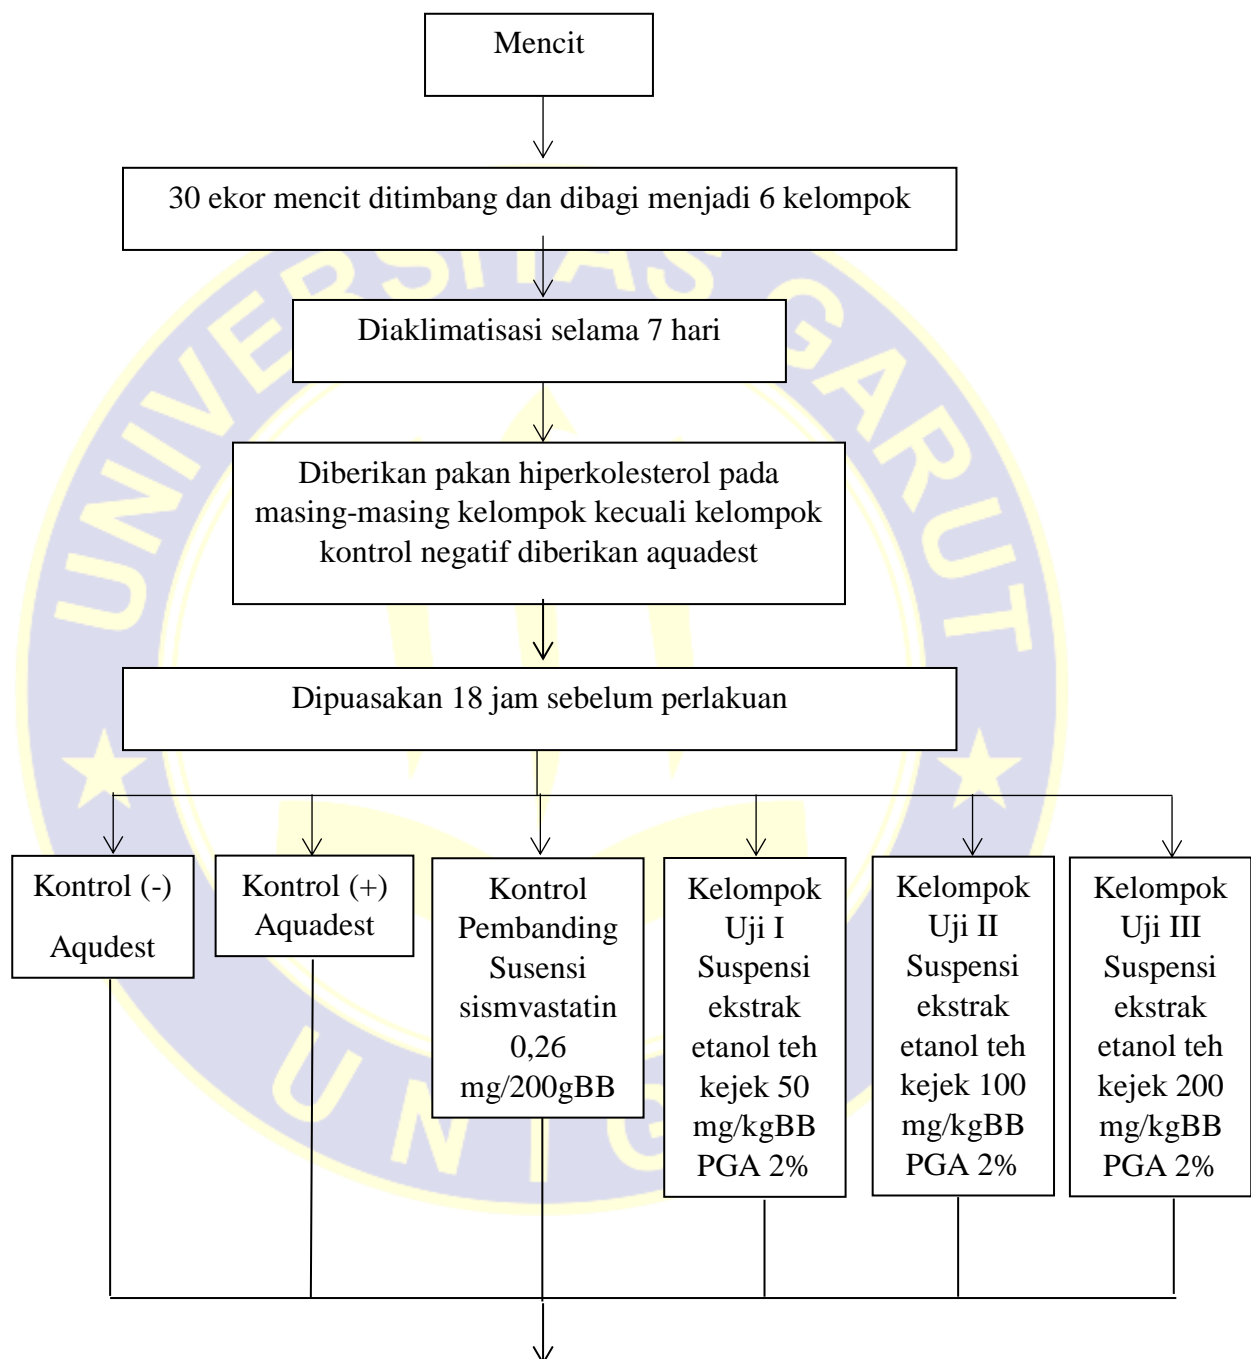 Mencit
30 ekor mencit ditimbang dan dibagi menjadi 6 kelompok
Diaklimatisasi selama 7 hari
Diberikan pakan hiperkolesterol pada
masing-masing kelompok kecuali kelompok
kontrol negatif diberikan aquadest
Dipuasakan 18 jam sebelum perlakuan
Kontrol (-)
Aqudest
Kontrol (+)
Aquadest
Kontrol
Pembanding
Susensi
sismvastatin
0,26
mg/200gBB
Kelompok
Uji I
Suspensi
ekstrak
etanol teh
kejek 50
mg/kgBB
PGA 2%
Kelompok
Uji II
Suspensi
ekstrak
etanol teh
kejek 100
mg/kgBB
PGA 2%
Kelompok
Uji III
Suspensi
ekstrak
etanol teh
kejek 200
mg/kgBB
PGA 2%
UNIVERSITAS GARUT
UNIGA